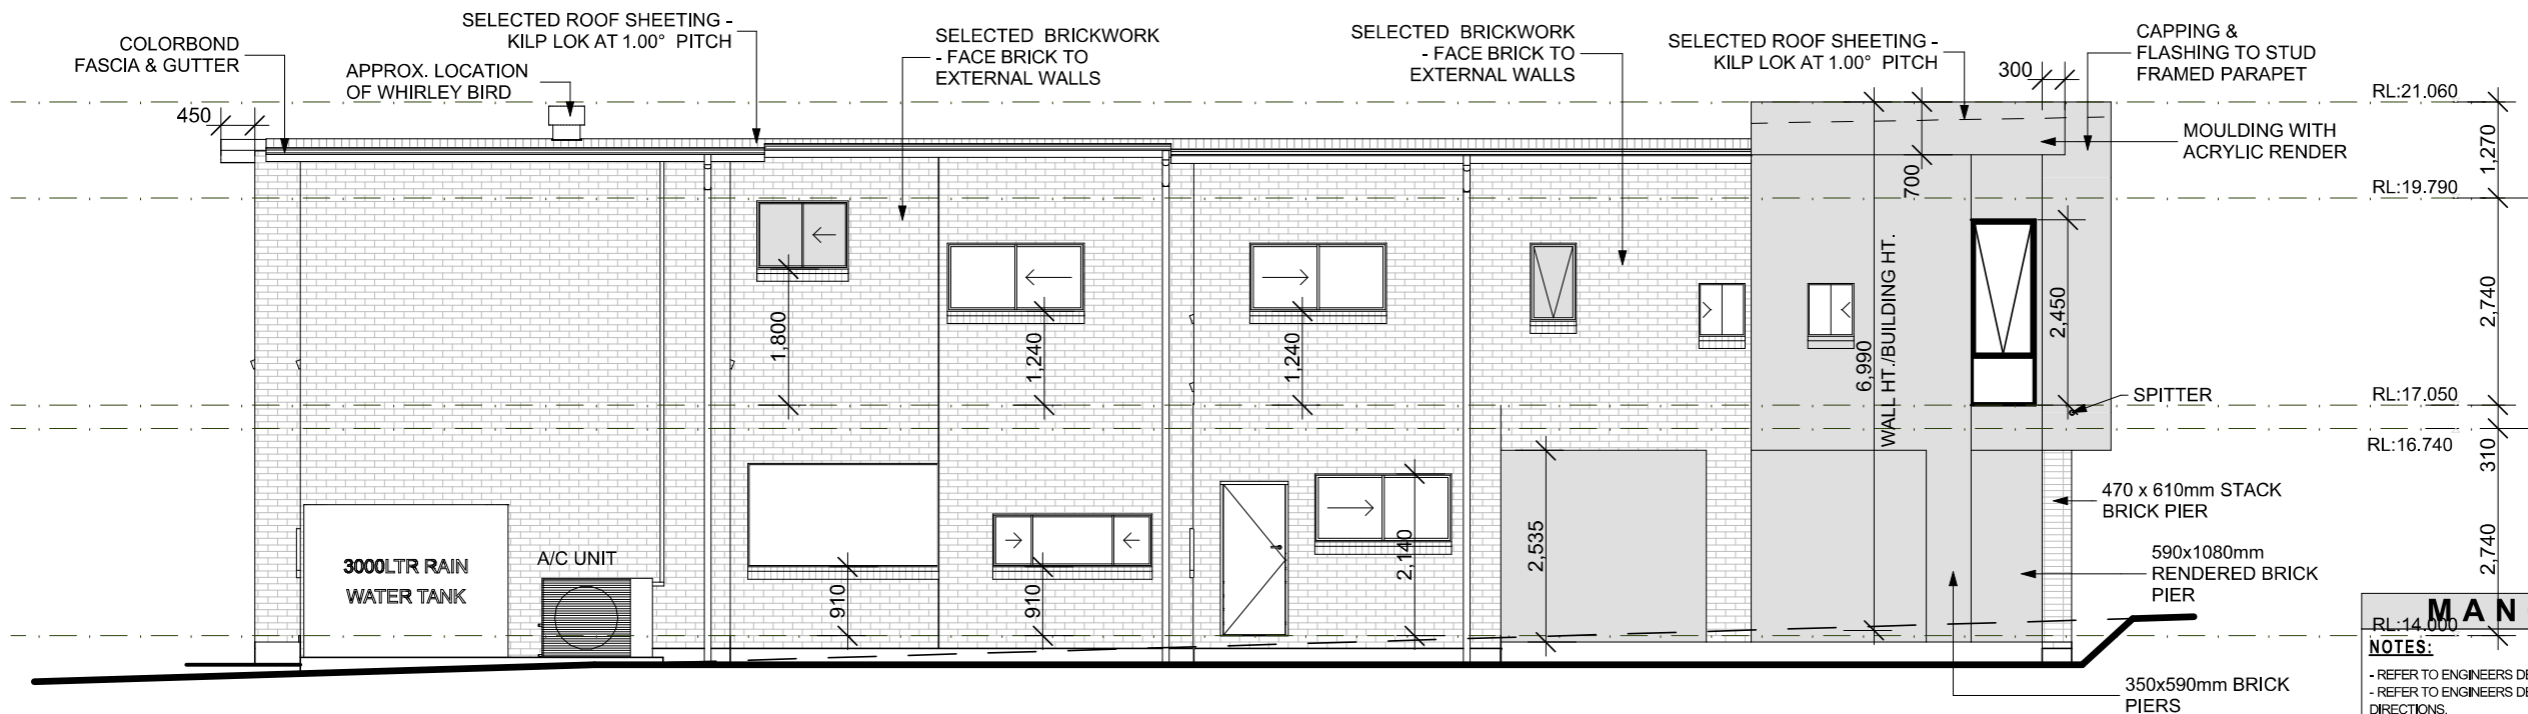 COLORBOND
FASCIA & GUTTER
SELECTED ROOF SHEETING -
KILP LOK AT 1.00° PITCH
APPROX. LOCATION
OF WHIRLEY BIRD
SELECTED BRICKWORK
- FACE BRICK TO
EXTERNAL WALLS
SELECTED BRICKWORK
- FACE BRICK TO
EXTERNAL WALLS
SELECTED ROOF SHEETING -
KILP LOK AT 1.00° PITCH
300
CAPPING &
FLASHING TO STUD
FRAMED PARAPET
450
RL:21.060
MOULDING WITH
ACRYLIC RENDER
1,270
700
RL:19.790
1,800
1,240
1,240
6,990
WALL HT./BUILDING HT.
2,450
2,740
SPITTER
RL:17.050
RL:16.740
310
470 x 610mm STACK
BRICK PIER
3000LTR RAIN
WATER TANK
A/C UNIT
910
910
2,140
2,535
590x1080mm
RENDERED BRICK
PIER
2,740
MAN
RL:14.000
NOTES:
- REFER TO ENGINEERS DE
- REFER TO ENGINEERS DE
DIRECTIONS.
350x590mm BRICK
PIERS